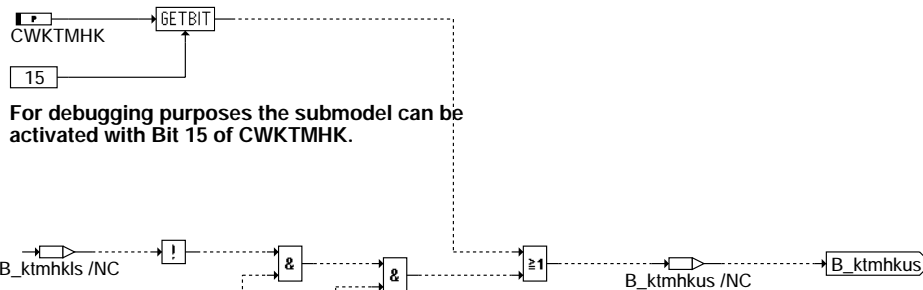 P
GETBIT
CWKTMHK
15
For debugging purposes the submodel can be
activated with Bit 15 of CWKTMHK.
B_ktmhkls /NC
!
&
&
≥1
B_ktmhkus /NC
B_ktmhkus